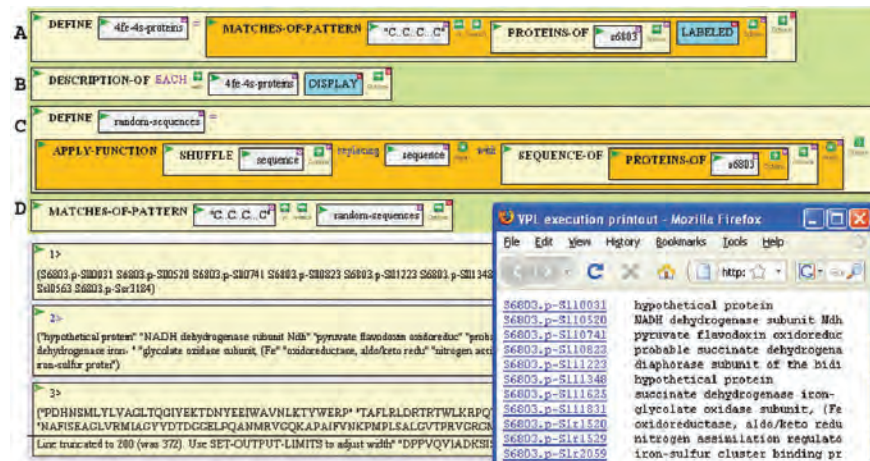 A DEFINE 4fe-4s-proteins = MATCHES-OF-PATTERN "C..C..C...C" PROTEINS-OF s6803 LABELED
B DESCRIPTION-OF EACH 4fe-4s-proteins DISPLAY
C DEFINE random-sequences =
APPLY-FUNCTION SHUFFLE sequence replacing sequence with SEQUENCE-OF PROTEINS-OF s6803
D MATCHES-OF-PATTERN "C..C..C...C" random-sequences
1>
(S6803.p-Sll0031 S6803.p-Sll0520 S6803.p-Sll0741 S6803.p-Sll0823 S6803.p-Sll1223 S6803.p-Sll1348
Ssl0563 S6803.p-Ssr3184)
2>
("hypothetical protein" "NADH dehydrogenase subunit Ndh" "pyruvate flavodoxin oxidoreduc" "proba
dehydrogenase iron- " "glycolate oxidase subunit, (Fe" "oxidoreductase, aldo/keto redu" "nitrogen assi
iron-sulfur protei")
3>
("PDHNSMLYLVAGLTQGIVEKTDNYEEIWAVNLKTYWERP" "TAFLRLDRTRTWLKRPQ
"NAFISEAGLVRMIAGYYDTDGGELPQANMRVGQKAPAIFVNKPMPLSALGVTPRVGRGM
Line truncated to 200 (was 372). Use SET-OUTPUT-LIMITS to adjust width" "DPPVQVIADKSIS
VPL execution printout - Mozilla Firefox
File Edit View History Bookmarks Tools Help
http:
S6803.p-Sll0031 hypothetical protein
S6803.p-Sll0520 NADH dehydrogenase subunit Ndh
S6803.p-Sll0741 pyruvate flavodoxin oxidoreduc
S6803.p-Sll0823 probable succinate dehydrogena
S6803.p-Sll1223 diaphorase subunit of the bidi
S6803.p-Sll1348 hypothetical protein
S6803.p-Sll1625 succinate dehydrogenase iron-
S6803.p-Sll1831 glycolate oxidase subunit, (Fe
S6803.p-Slr1520 oxidoreductase, aldo/keto redu
S6803.p-Slr1529 nitrogen assimilation regulato
S6803.p-Slr2059 iron-sulfur cluster binding pr